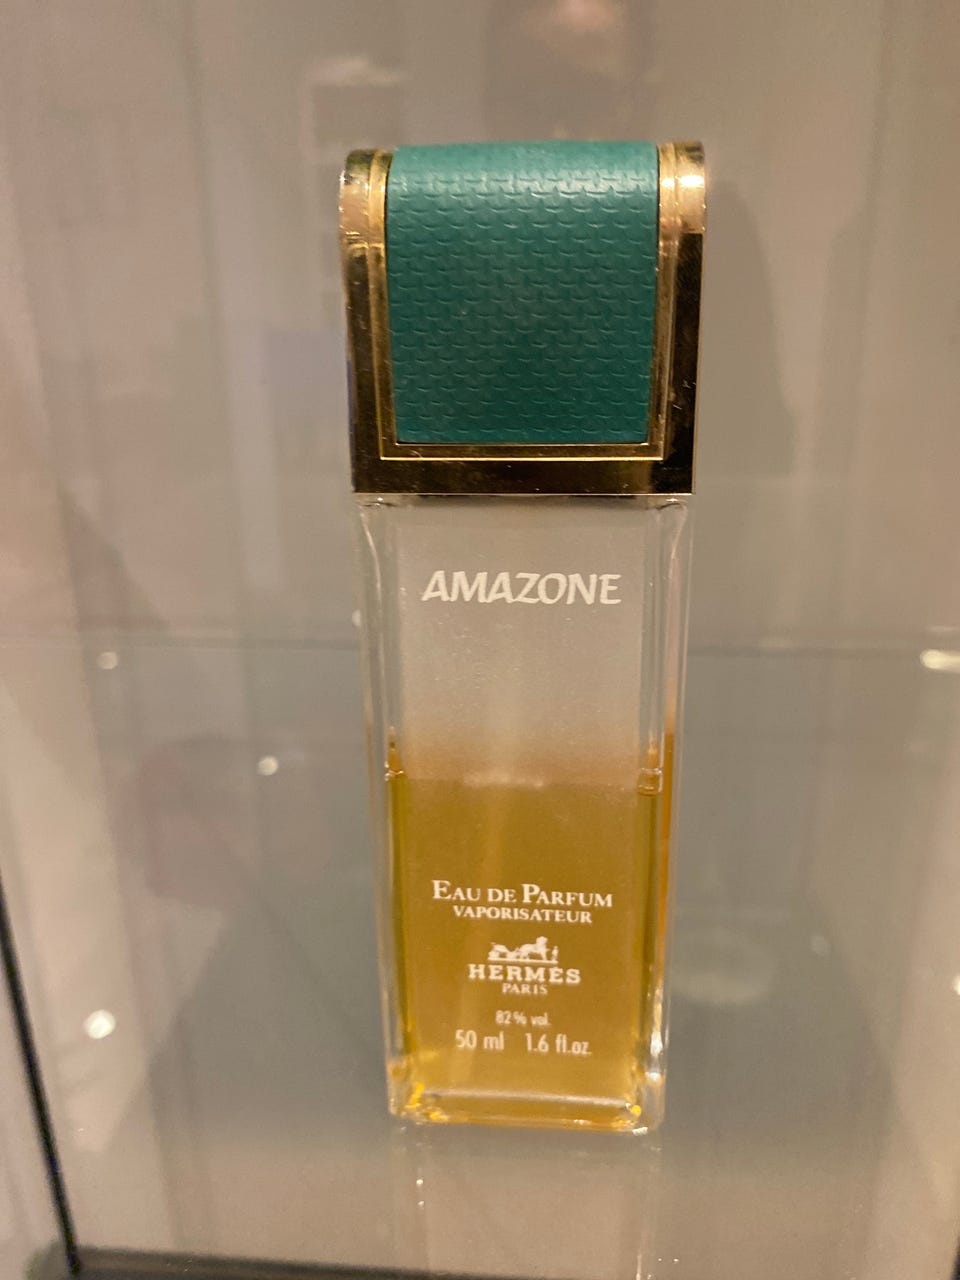 AMAZONE
EAU DE PARFUM
VAPORISATEUR
HERMÈS
PARIS
82% vol.
50 ml 1.6 fl.oz.